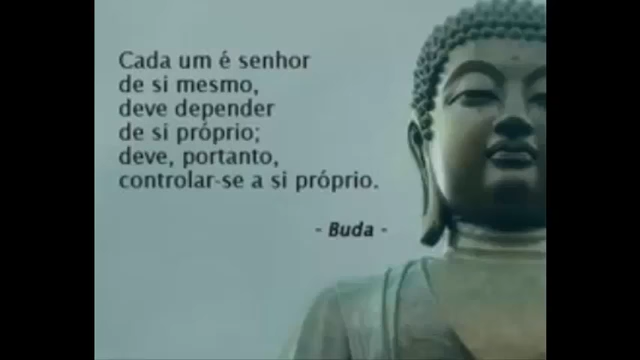 Cada um é senhor
de si mesmo,
deve depender
de si próprio;
deve, portanto,
controlar-se a si próprio.
- Buda -